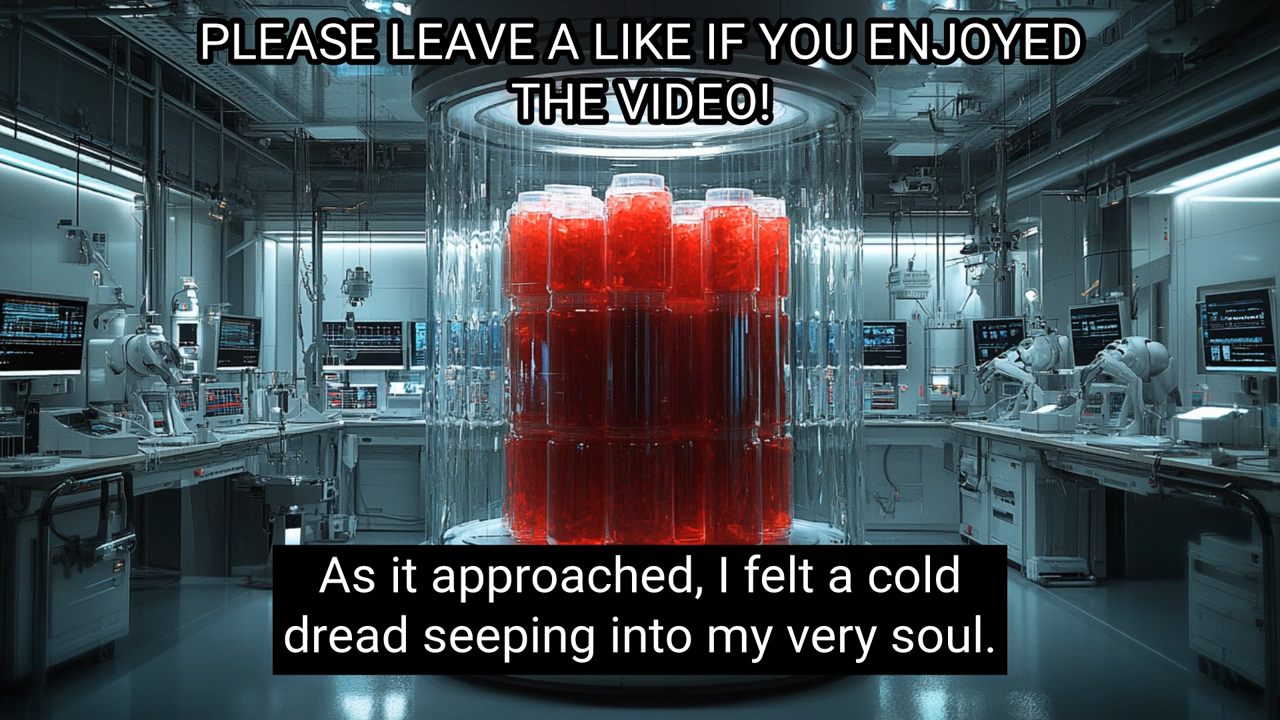 PLEASE LEAVE A LIKE IF YOU ENJOYED
THE VIDEO!
As it approached, I felt a cold
dread seeping into my very soul.